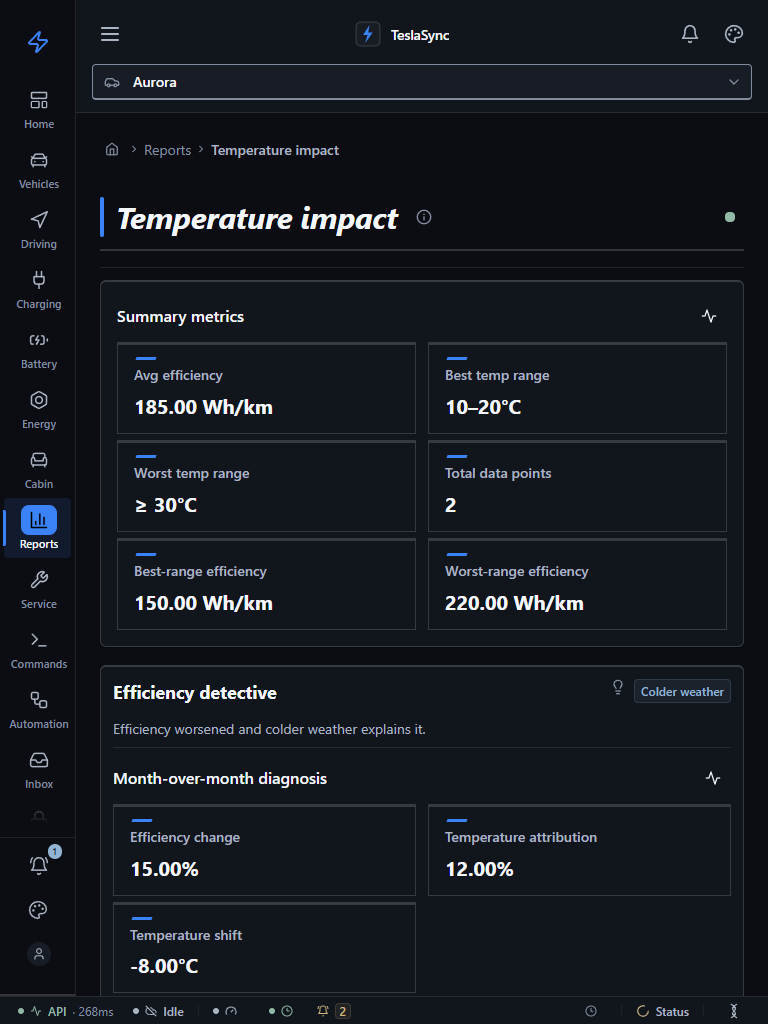 TeslaSync
Aurora
Home
Vehicles
Driving
Charging
Battery
Energy
Cabin
Reports
Service
Commands
Automation
Inbox
1
Reports
Temperature impact
Temperature impact
Summary metrics
Avg efficiency
185.00 Wh/km
Best temp range
10–20°C
Worst temp range
≥ 30°C
Total data points
2
Best-range efficiency
150.00 Wh/km
Worst-range efficiency
220.00 Wh/km
Efficiency detective
Colder weather
Efficiency worsened and colder weather explains it.
Month-over-month diagnosis
Efficiency change
15.00%
Temperature attribution
12.00%
Temperature shift
-8.00°C
API · 268ms
Idle
2
Status